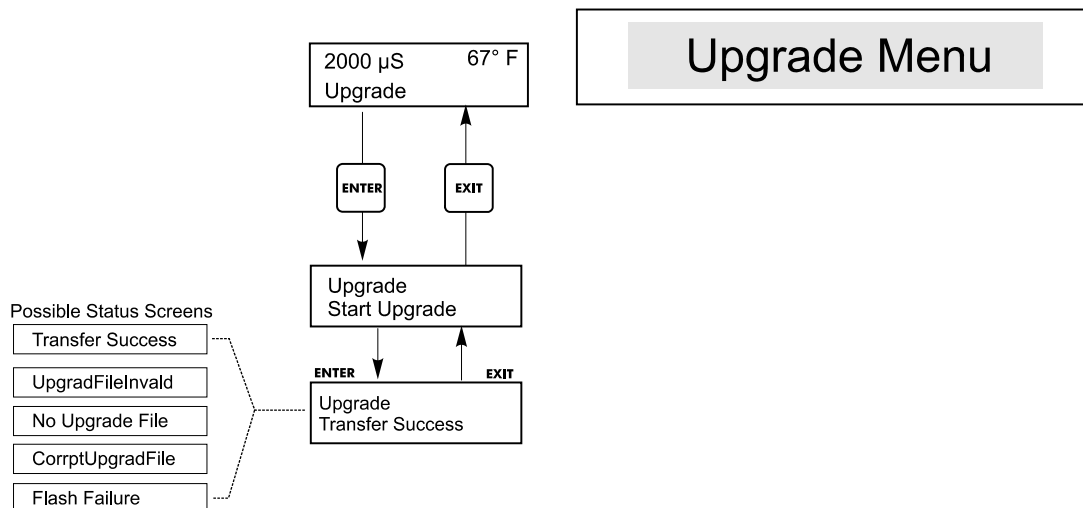 Upgrade Menu
2000 µS 67° F
Upgrade
ENTER EXIT
Upgrade
Start Upgrade
ENTER EXIT
Upgrade
Transfer Success
Possible Status Screens
Transfer Success
UpgradFileInvald
No Upgrade File
CorrptUpgradFile
Flash Failure